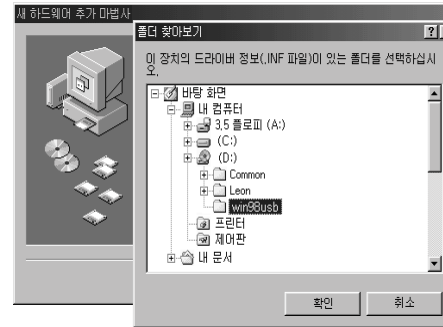 새 하드웨어 추가 마법사
폴더 찾아보기
이 장치의 드라이버 정보(.INF 파일)이 있는 폴더를 선택하십시
오.
바탕 화면
내 컴퓨터
3,5 플로피 (A:)
(C:)
(D:)
Common
Leon
win98usb
프린터
제어판
내 문서
확인
취소